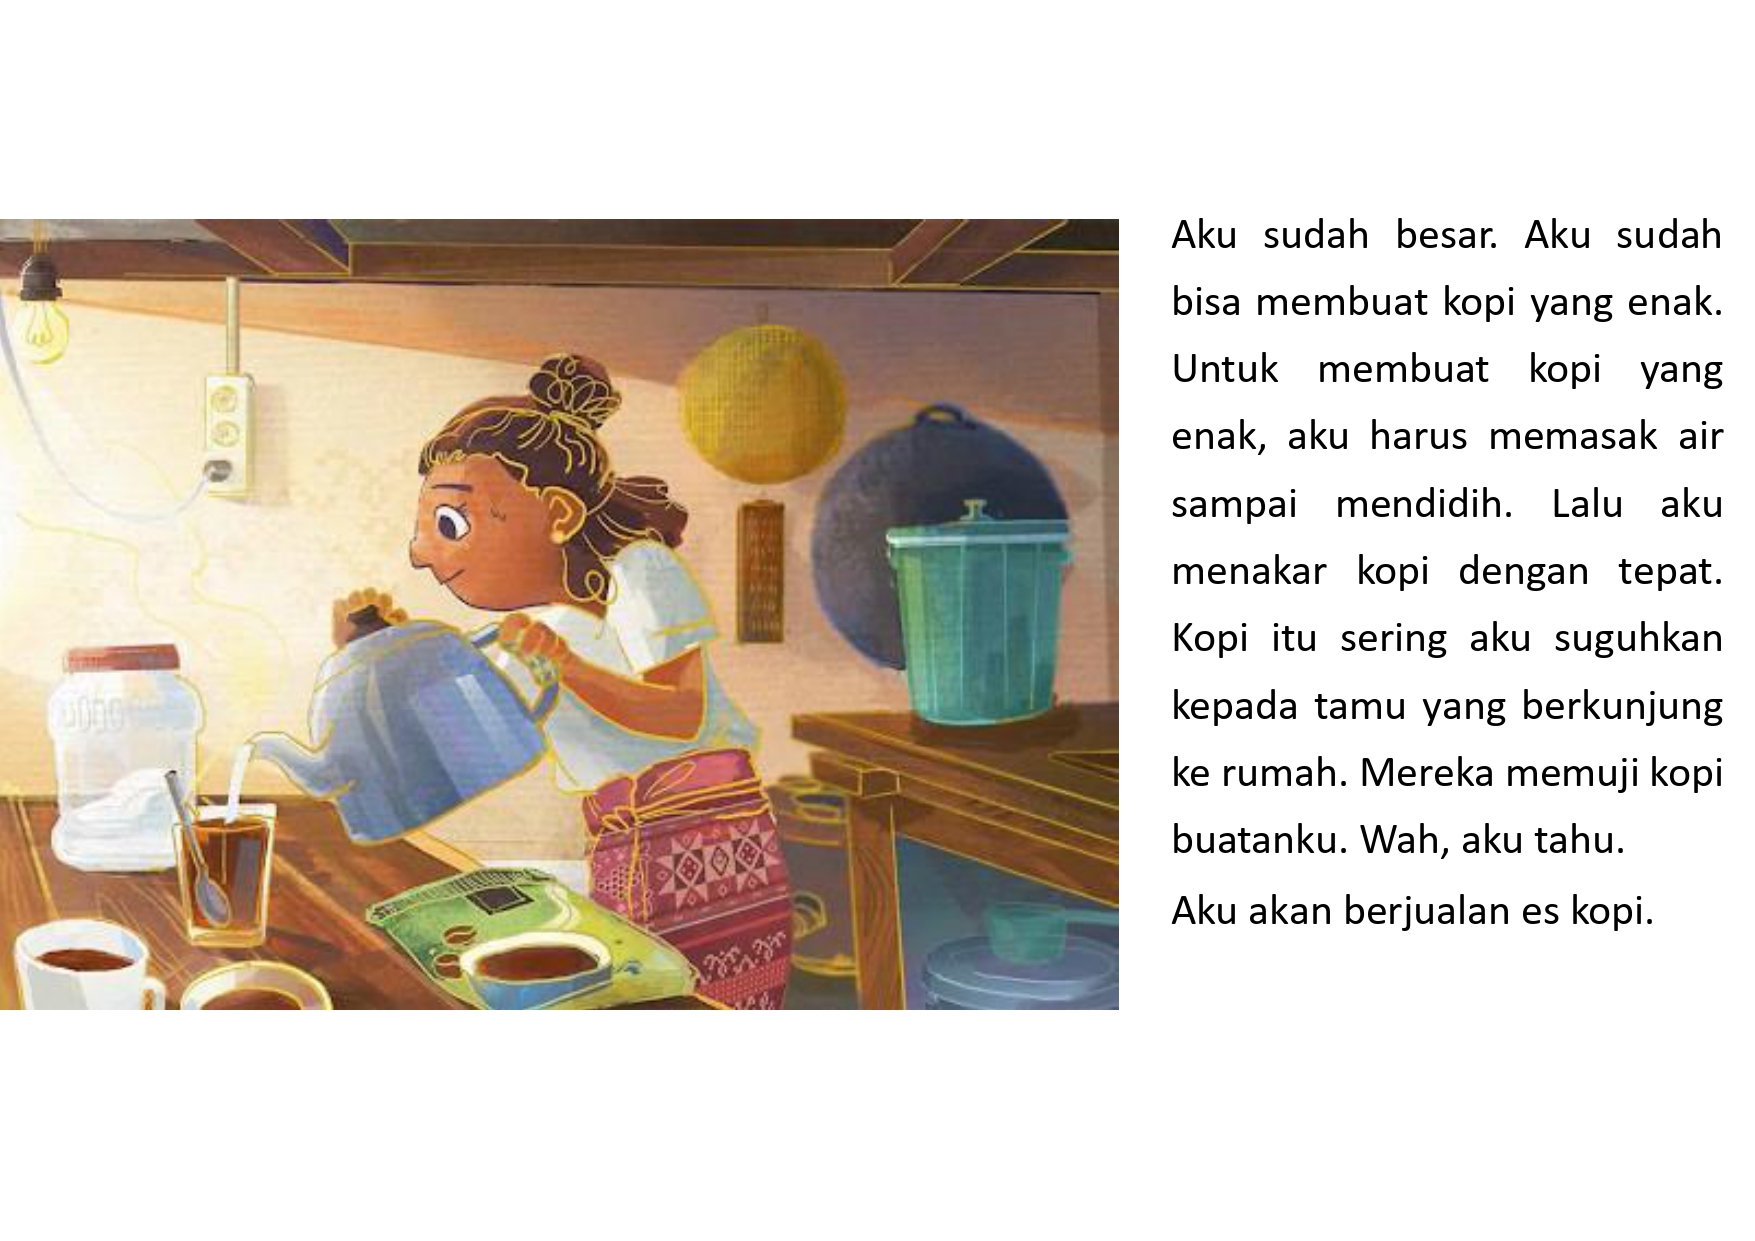 Aku sudah besar. Aku sudah
bisa membuat kopi yang enak.
Untuk membuat kopi yang
enak, aku harus memasak air
sampai mendidih. Lalu aku
menakar kopi dengan tepat.
Kopi itu sering aku suguhkan
kepada tamu yang berkunjung
ke rumah. Mereka memuji kopi
buatanku. Wah, aku tahu.
Aku akan berjualan es kopi.